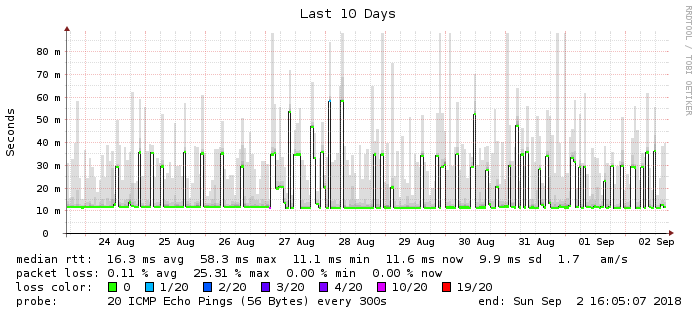 Last 10 Days
RRDTOOL / TOBI OETIKER
Seconds
80 m
70 m
60 m
50 m
40 m
30 m
20 m
10 m
0
24 Aug 25 Aug 26 Aug 27 Aug 28 Aug 29 Aug 30 Aug 31 Aug 01 Sep 02 Sep
median rtt: 16.3 ms avg 58.3 ms max 11.1 ms min 11.6 ms now 9.9 ms sd 1.7 am/s
packet loss: 0.11 % avg 25.31 % max 0.00 % min 0.00 % now
loss color: 0 1/20 2/20 3/20 4/20 10/20 19/20
probe: 20 ICMP Echo Pings (56 Bytes) every 300s end: Sun Sep 2 16:05:07 2018